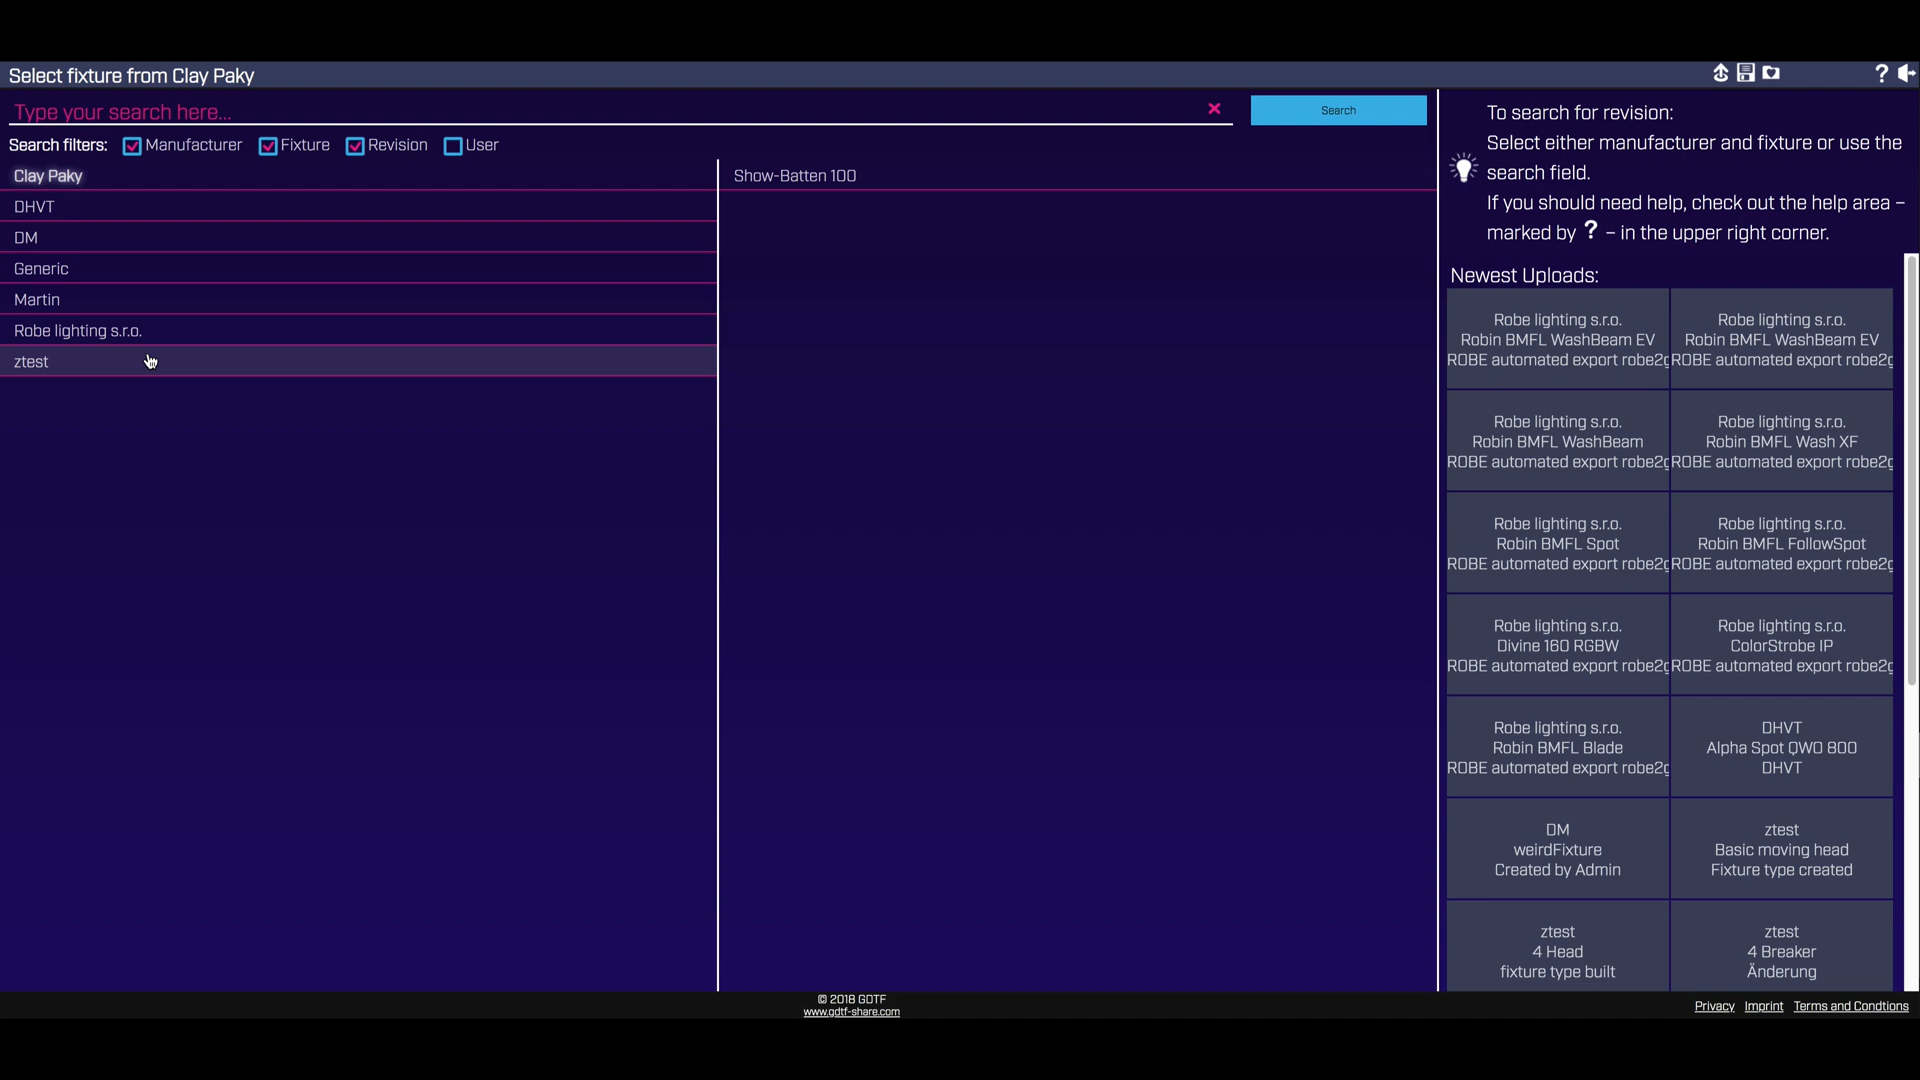 Select fixture from Clay Paky
?
Type your search here...
Search
Search filters: Manufacturer Fixture Revision User
Clay Paky
DHVT
DM
Generic
Martin
Robe lighting s.r.o.
ztest
Show-Batten 100
To search for revision:
Select either manufacturer and fixture or use the
search field.
If you should need help, check out the help area –
marked by ? – in the upper right corner.
Newest Uploads:
Robe lighting s.r.o.
Robin BMFL WashBeam EV
ROBE automated export robe2g
Robe lighting s.r.o.
Robin BMFL WashBeam EV
ROBE automated export robe2g
Robe lighting s.r.o.
Robin BMFL WashBeam
ROBE automated export robe2g
Robe lighting s.r.o.
Robin BMFL Wash XF
ROBE automated export robe2g
Robe lighting s.r.o.
Robin BMFL Spot
ROBE automated export robe2g
Robe lighting s.r.o.
Robin BMFL FollowSpot
ROBE automated export robe2g
Robe lighting s.r.o.
Divine 160 RGBW
ROBE automated export robe2g
Robe lighting s.r.o.
ColorStrobe IP
ROBE automated export robe2g
Robe lighting s.r.o.
Robin BMFL Blade
ROBE automated export robe2g
DHVT
Alpha Spot QWO 800
DHVT
DM
weirdFixture
Created by Admin
ztest
Basic moving head
Fixture type created
ztest
4 Head
fixture type built
ztest
4 Breaker
Änderung
© 2018 GDTF
www.gdtf-share.com
Privacy Imprint Terms and Condtions